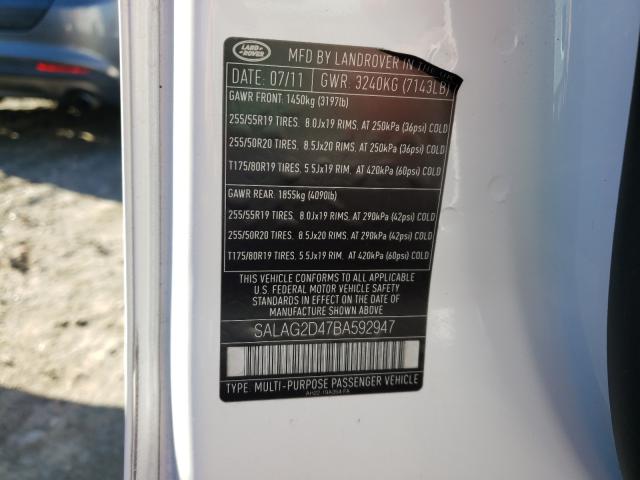 LAND ROVER
MFD BY LANDROVER IN THE UK
DATE: 07/11 GWR: 3240KG (7143LB)
GAWR FRONT: 1450kg (3197lb)
255/55R19 TIRES. 8.0Jx19 RIMS. AT 250kPa (36psi) COLD
255/50R20 TIRES. 8.5Jx20 RIMS. AT 250kPa (36psi) COLD
T175/80R19 TIRES. 5.5Jx19 RIM. AT 420kPa (60psi) COLD
GAWR REAR: 1855kg (4090lb)
255/55R19 TIRES. 8.0Jx19 RIMS. AT 290kPa (42psi) COLD
255/50R20 TIRES. 8.5Jx20 RIMS. AT 290kPa (42psi) COLD
T175/80R19 TIRES. 5.5Jx19 RIM. AT 420kPa (60psi) COLD
THIS VEHICLE CONFORMS TO ALL APPLICABLE
U.S. FEDERAL MOTOR VEHICLE SAFETY
STANDARDS IN EFFECT ON THE DATE OF
MANUFACTURE SHOWN ABOVE
SALAG2D47BA592947
TYPE: MULTI-PURPOSE PASSENGER VEHICLE
AH22-19A394-FA